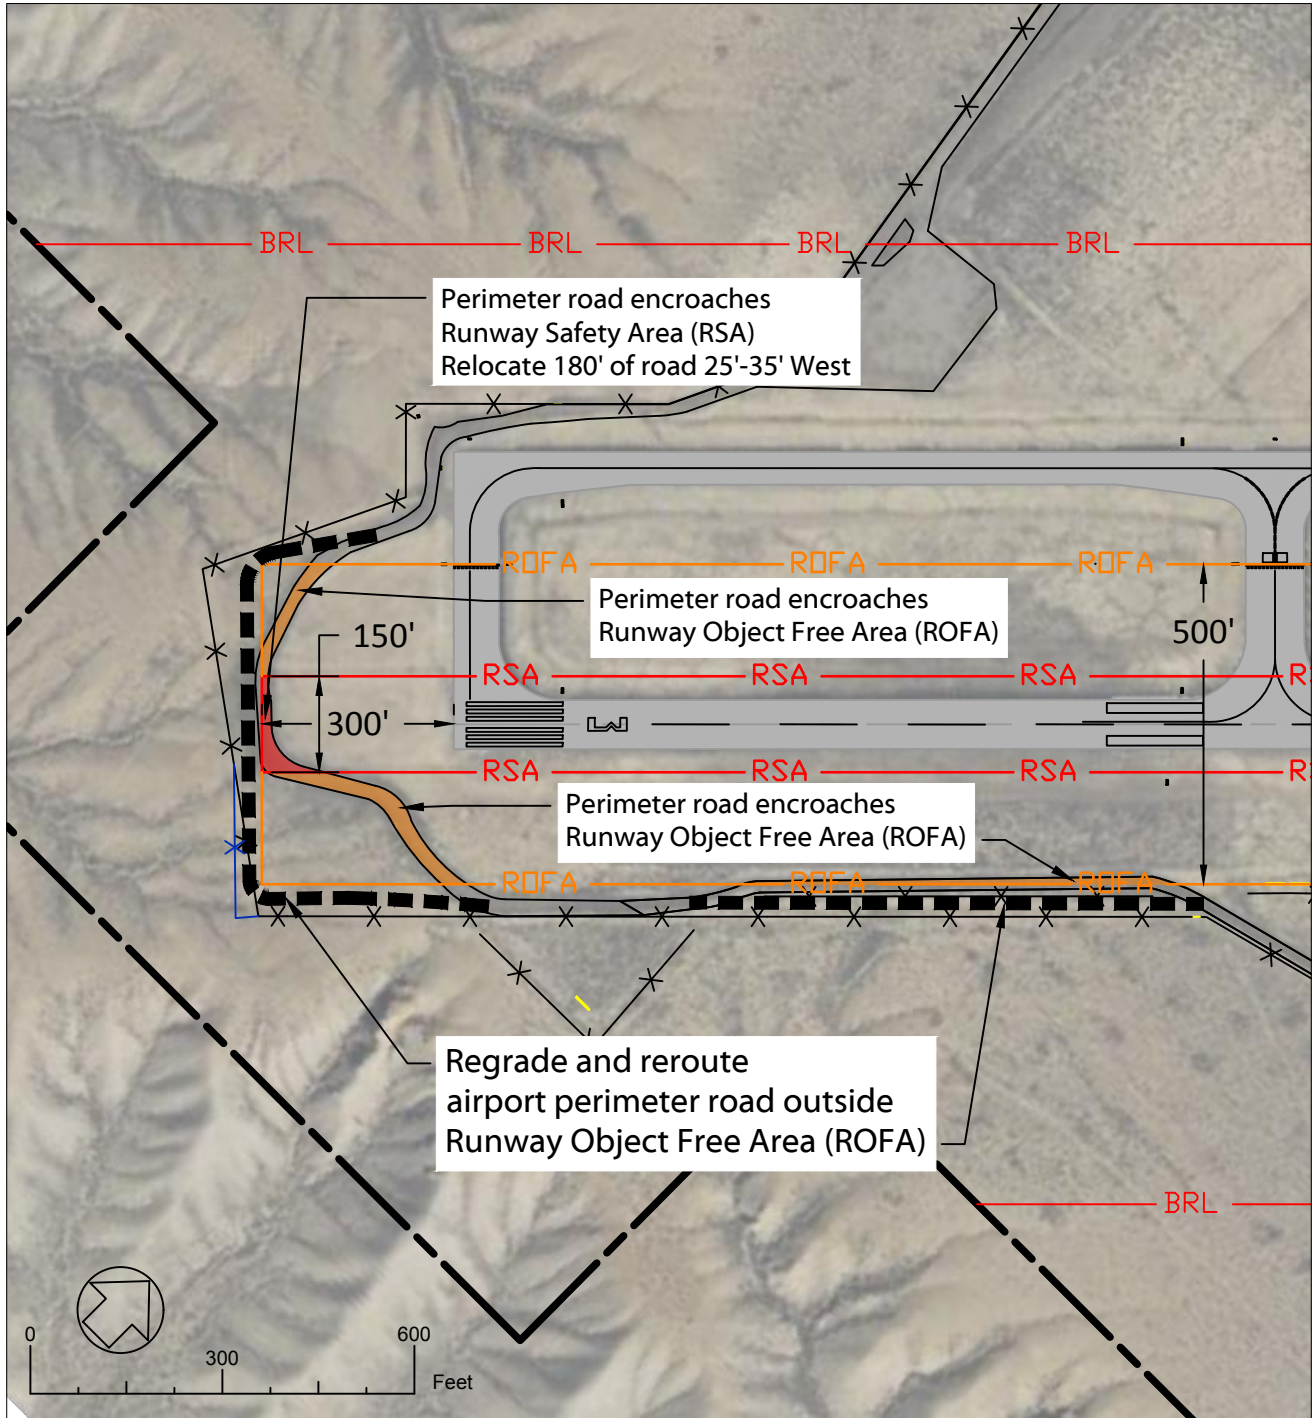 BRL BRL BRL BRL
Perimeter road encroaches
Runway Safety Area (RSA)
Relocate 180' of road 25'-35' West
ROFA ROFA ROFA
Perimeter road encroaches
Runway Object Free Area (ROFA)
150'
500'
RSA RSA RSA RS
300'
RSA RSA RSA RS
Perimeter road encroaches
Runway Object Free Area (ROFA)
ROFA ROFA ROFA
Regrade and reroute
airport perimeter road outside
Runway Object Free Area (ROFA)
BRL
0 300 600
Feet